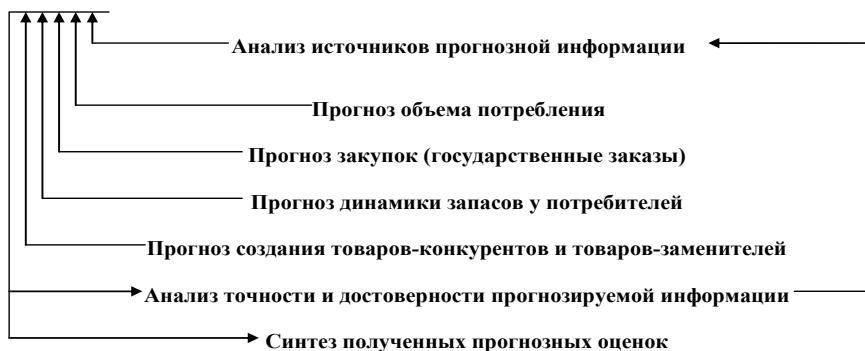 Анализ источников прогнозной информации
Прогноз объема потребления
Прогноз закупок (государственные заказы)
Прогноз динамики запасов у потребителей
Прогноз создания товаров-конкурентов и товаров-заменителей
Анализ точности и достоверности прогнозируемой информации
Синтез полученных прогнозных оценок